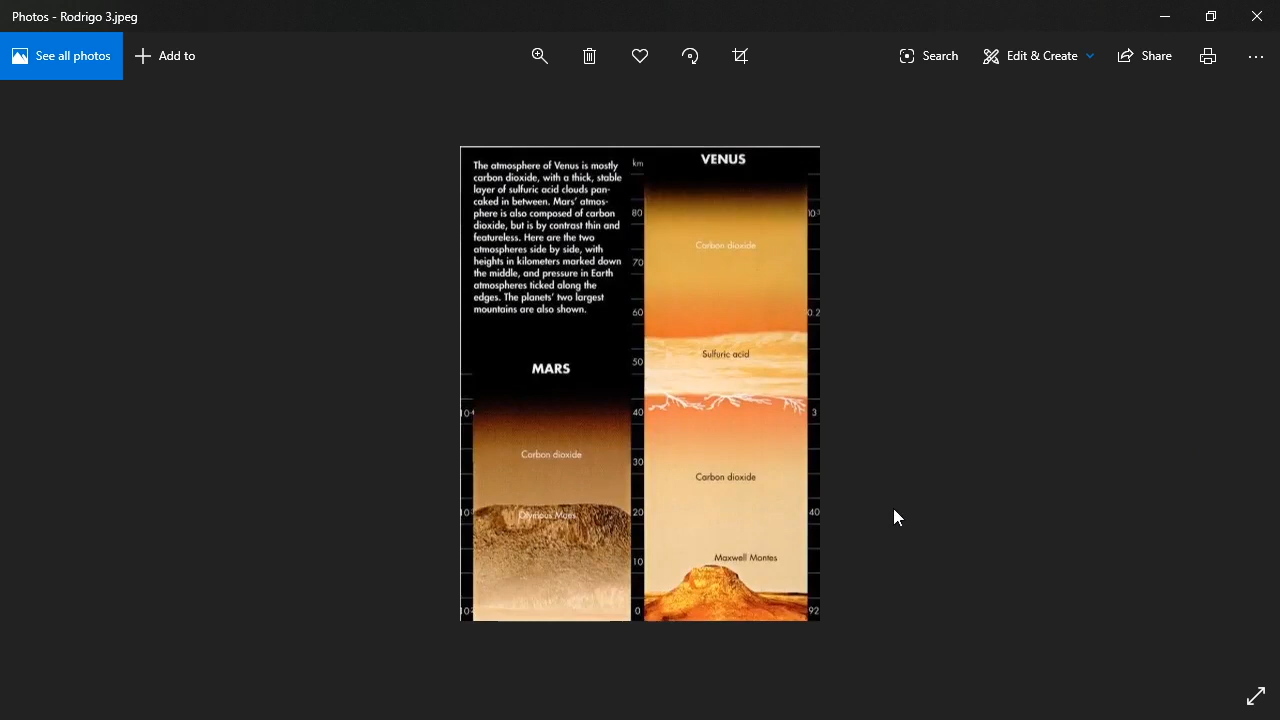 Photos - Rodrigo 3.jpeg
See all photos
Add to
Search
Edit & Create
Share
The atmosphere of Venus is mostly
carbon dioxide, with a thick, stable
layer of sulfuric acid clouds pan-
caked in between. Mars' atmos-
phere is also composed of carbon
dioxide, but is by contrast thin and
featureless. Here are the two
atmospheres side by side, with
heights in kilometers marked down
the middle, and pressure in Earth
atmospheres ticked along the
edges. The planets' two largest
mountains are also shown.
MARS
Carbon dioxide
Olympus Mons
km
80
70
60
50
40
30
20
10
0
VENUS
Carbon dioxide
Sulfuric acid
Carbon dioxide
Maxwell Montes
3
40
92